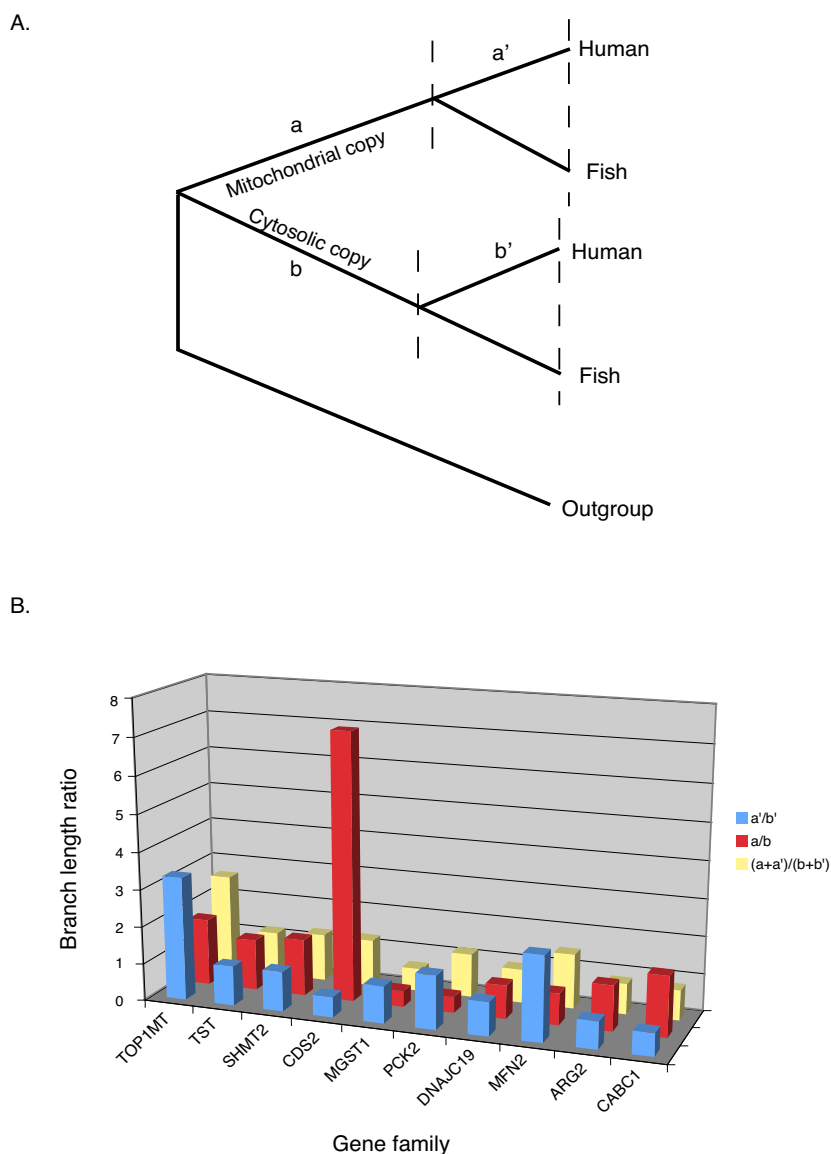 A.
a’
Human
a
Mitochondrial copy
Fish
Cytosolic copy
b’
Human
b
Fish
Outgroup
B.
Branch length ratio
8
7
6
5
4
3
2
1
0
TOP1MT
TST
SHMT2
CDS2
MGST1
PCK2
DNAJC19
MFN2
ARG2
CABC1
Gene family
a'/b'
a/b
(a+a')/(b+b')